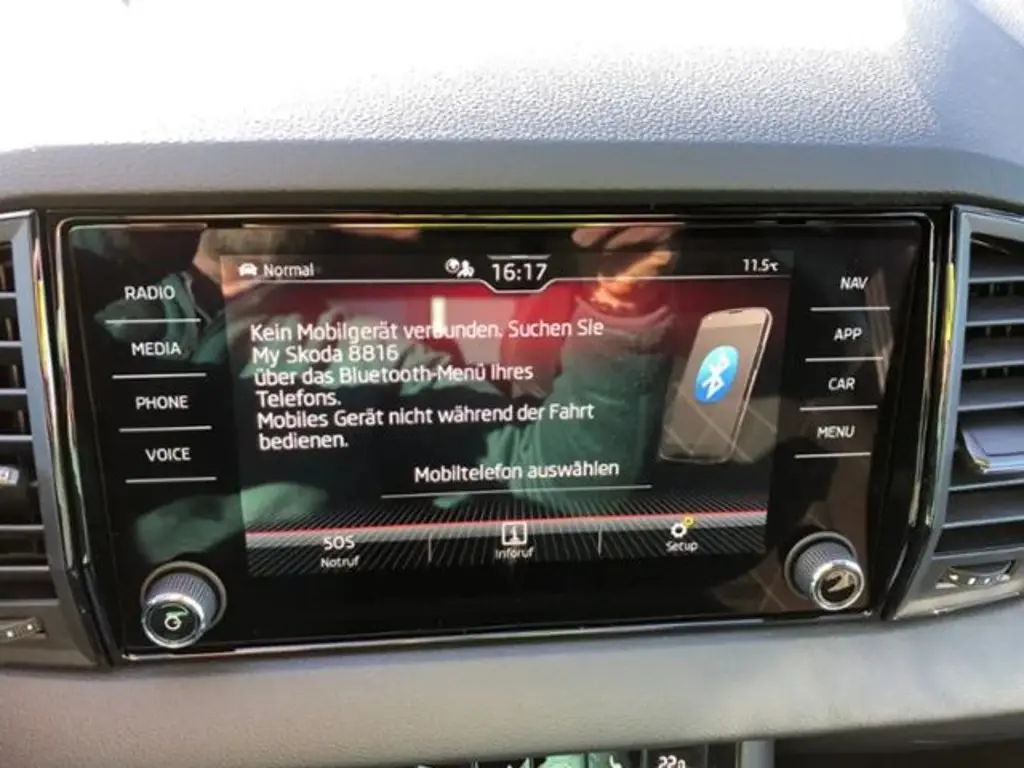 Normal
16:17
11.5°C
RADIO
MEDIA
PHONE
VOICE
Kein Mobilgerät verbunden. Suchen Sie
My Skoda 8816
über das Bluetooth-Menü Ihres
Telefons.
Mobiles Gerät nicht während der Fahrt
bedienen.
Mobiltelefon auswählen
SOS
Notruf
Inforuf
Setup
NAV
APP
CAR
MENU